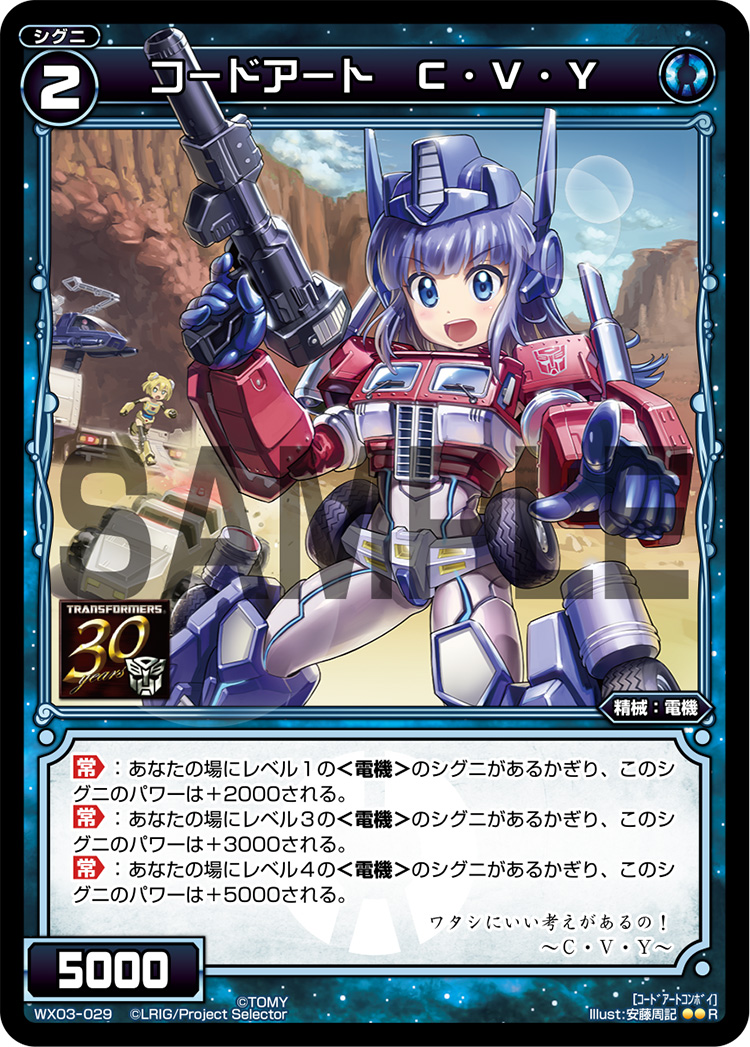 シグニ
2
コードアート C・V・Y
SAMPLE
TRANSFORMERS
30
years
精械：電機
常：あなたの場にレベル１の＜電機＞のシグニがあるかぎり、このシ
グニのパワーは＋2000される。
常：あなたの場にレベル３の＜電機＞のシグニがあるかぎり、このシ
グニのパワーは＋3000される。
常：あなたの場にレベル４の＜電機＞のシグニがあるかぎり、このシ
グニのパワーは＋5000される。
ワタシにいい考えがあるの！
～C・V・Y～
5000
©TOMY
WX03-029 ©LRIG/Project Selector
[ｺｰﾄﾞｱｰﾄｺﾝﾎﾞｲ]
Illust:安藤周記 R